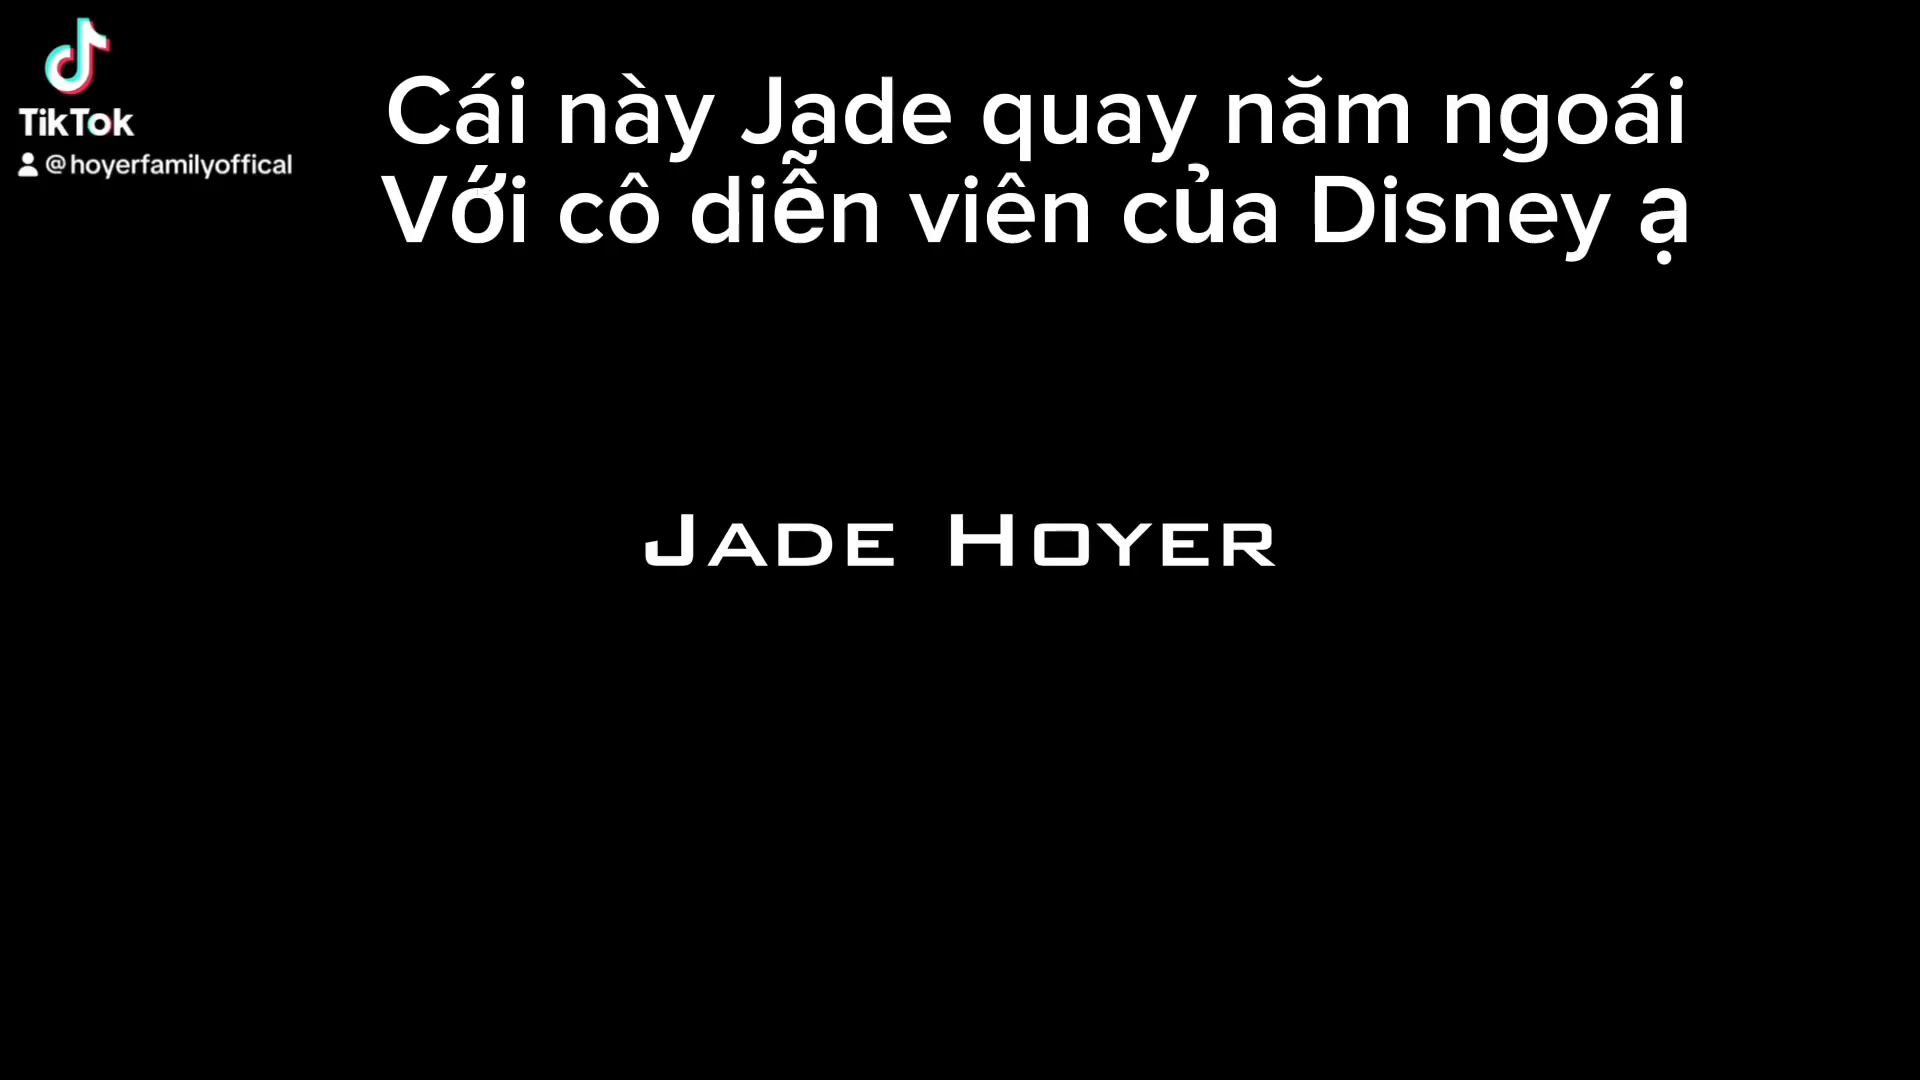 TikTok
@hoyerfamilyoffical
Cái này Jade quay năm ngoái
Với cô diễn viên của Disney ạ
Jade Hoyer